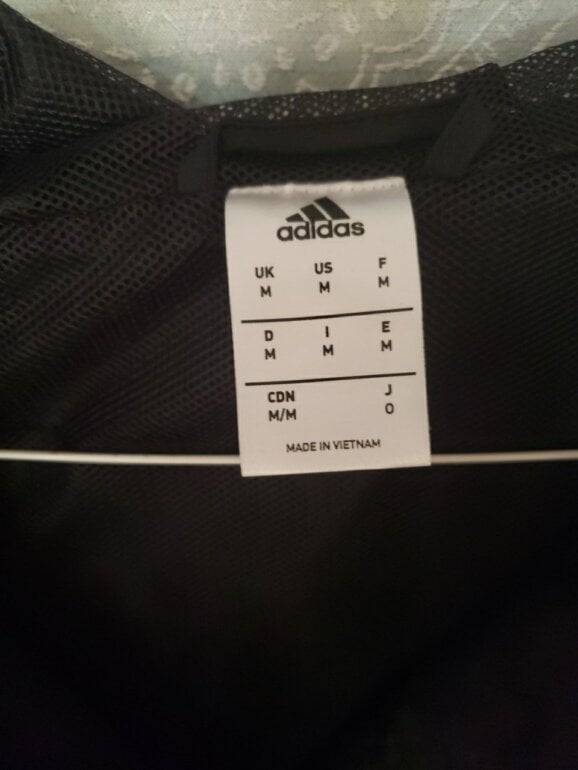 adidas
UK US F
M M M
D I E
M M M
CDN J
M/M O
MADE IN VIETNAM